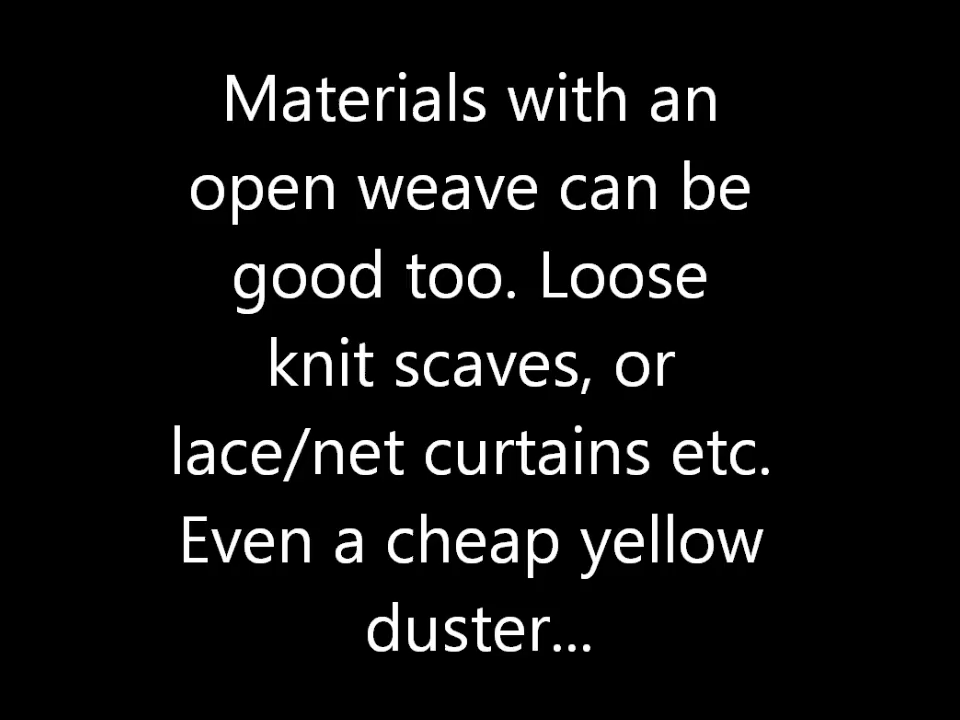 Materials with an
open weave can be
good too. Loose
knit scaves, or
lace/net curtains etc.
Even a cheap yellow
duster...